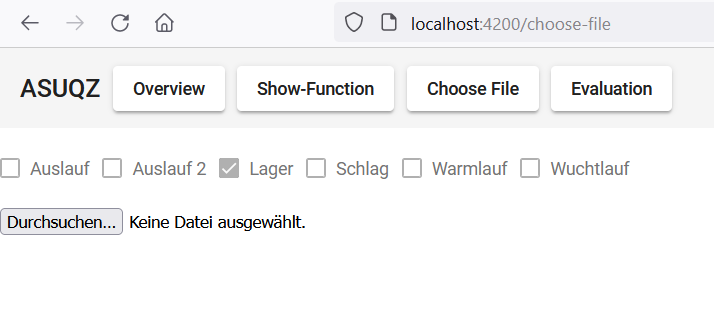 localhost:4200/choose-file
ASUQZ Overview Show-Function Choose File Evaluation
Auslauf Auslauf 2 Lager Schlag Warmlauf Wuchtlauf
Durchsuchen... Keine Datei ausgewählt.